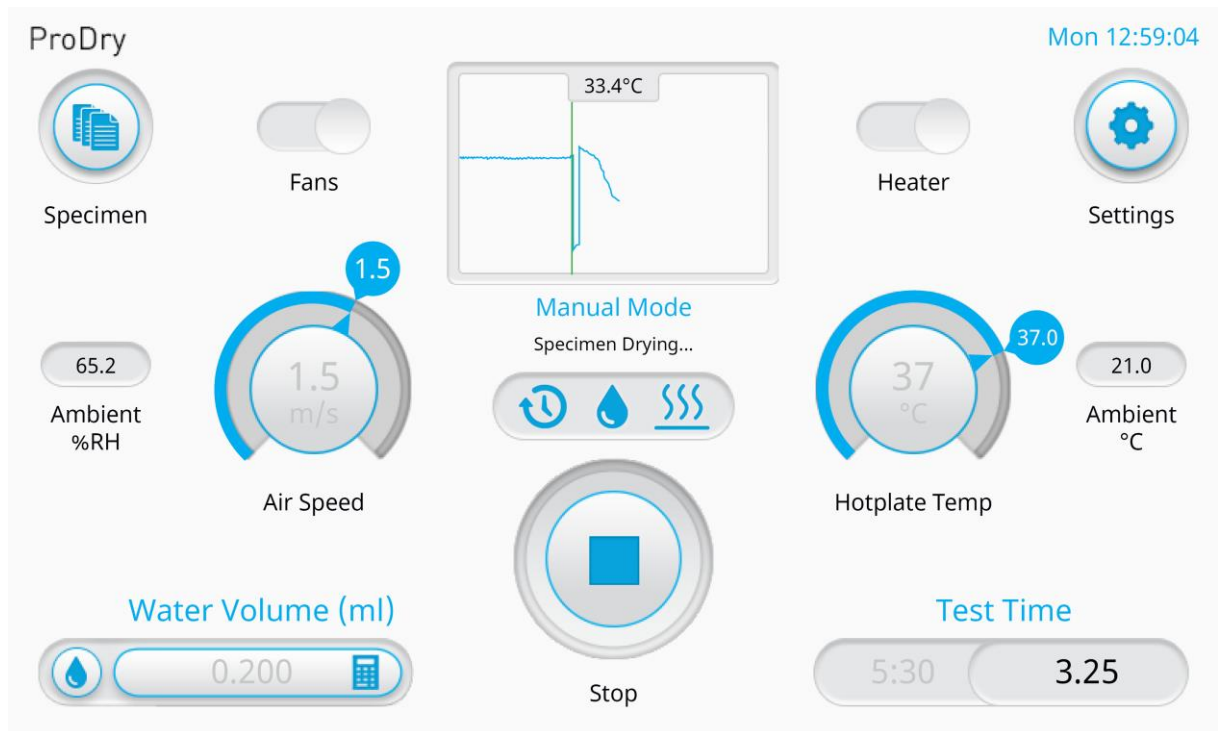 ProDry
Mon 12:59:04
33.4°C
Specimen
Fans
Heater
Settings
1.5
Manual Mode
Specimen Drying...
37.0
65.2
Ambient
%RH
1.5
m/s
37
°C
21.0
Ambient
°C
Air Speed
Hotplate Temp
Water Volume (ml)
0.200
Stop
Test Time
5:30
3.25